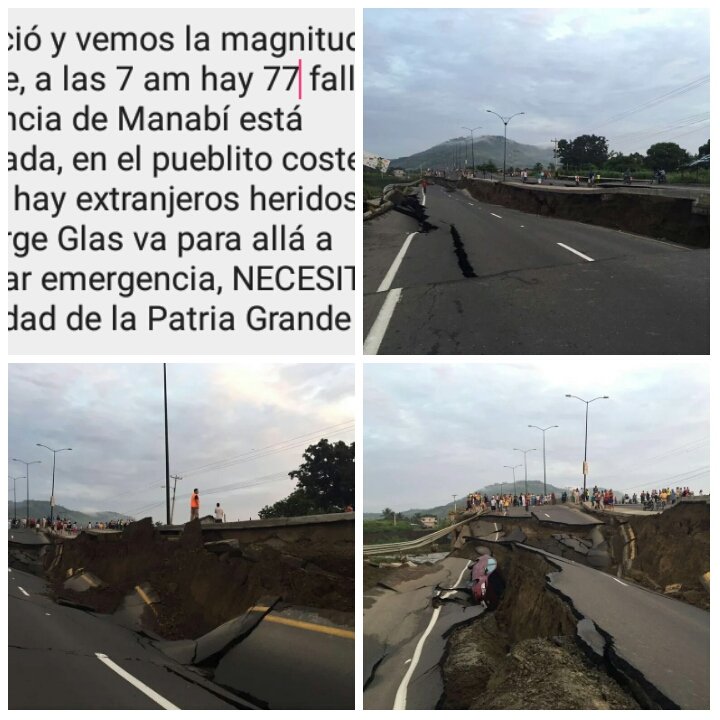 ció y vemos la magnituc
e, a las 7 am hay 77 fall
ncia de Manabí está
ada, en el pueblito coste
hay extranjeros heridos
rge Glas va para allá a
ar emergencia, NECESIT
dad de la Patria Grande